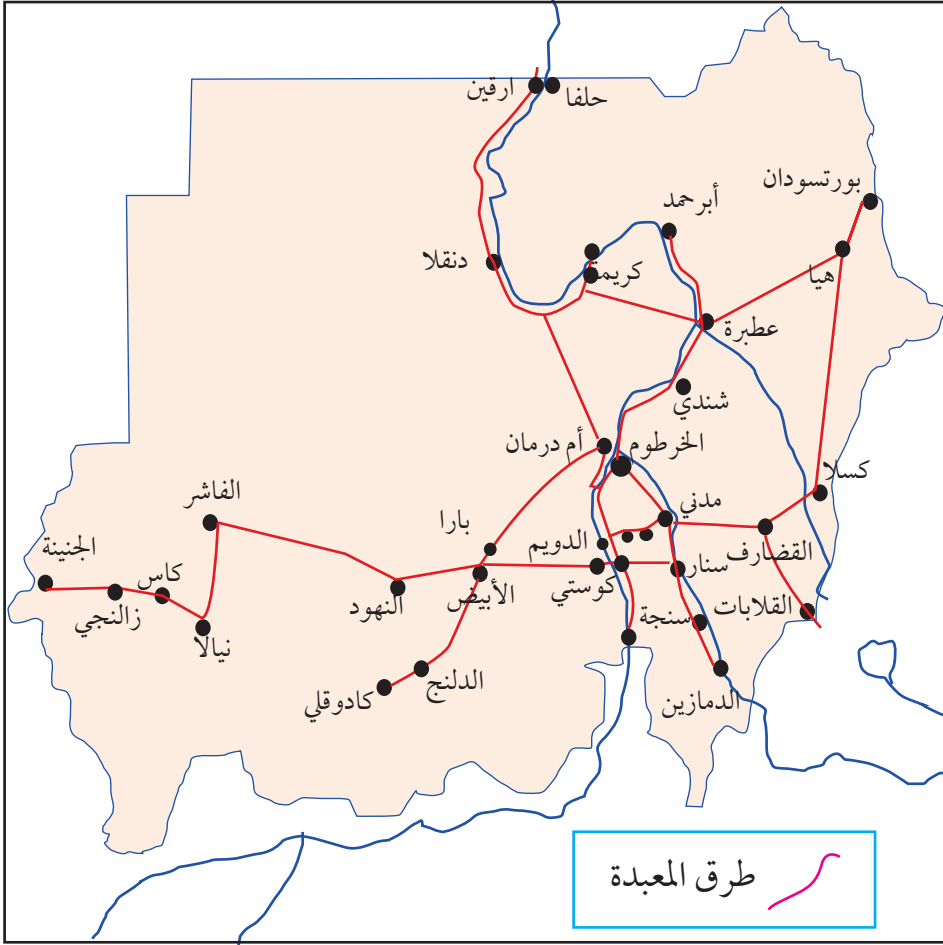 ارقين
حلفا
بورتسودان
أبرحمد
هيا
كريمة
دنقلا
عطبرة
شندي
أم درمان
الخرطوم
كسلا
الفاشر
مدني
بارا
الدويم
القضارف
الجنينة
كاس
زالنجي
نيالا
النهود
الأبيض
كوستي
سنار
القلابات
سنجة
الدلنج
كادوقلي
الدمازين
طرق المعبدة